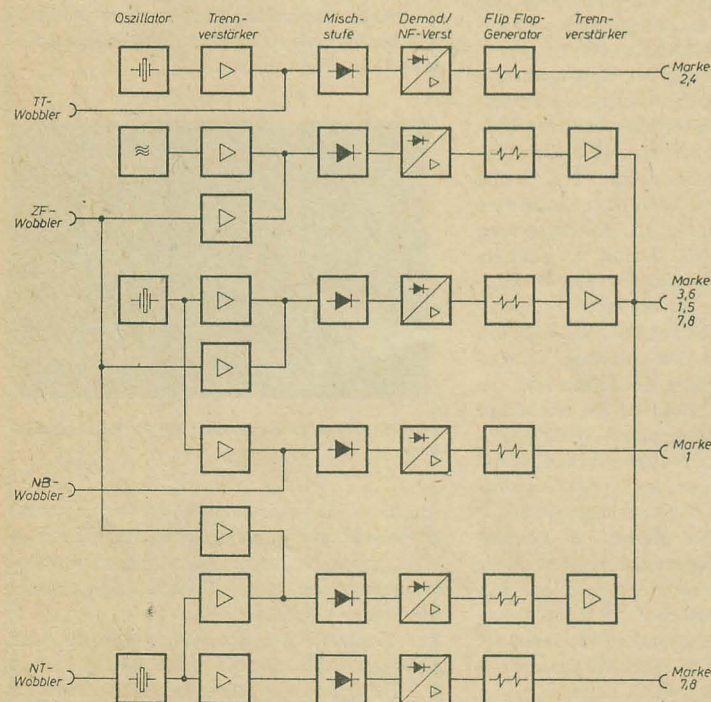 Oszillator
Trenn-
verstärker
Misch-
stufe
Demod./
NF-Verst
Flip Flop-
Generator
Trenn-
verstärker
Marke
2,4
TT-
Wobbler
ZF-
Wobbler
Marke
3,6
1,5
7,8
Marke
1
NB-
Wobbler
NT-
Wobbler
Marke
7,8